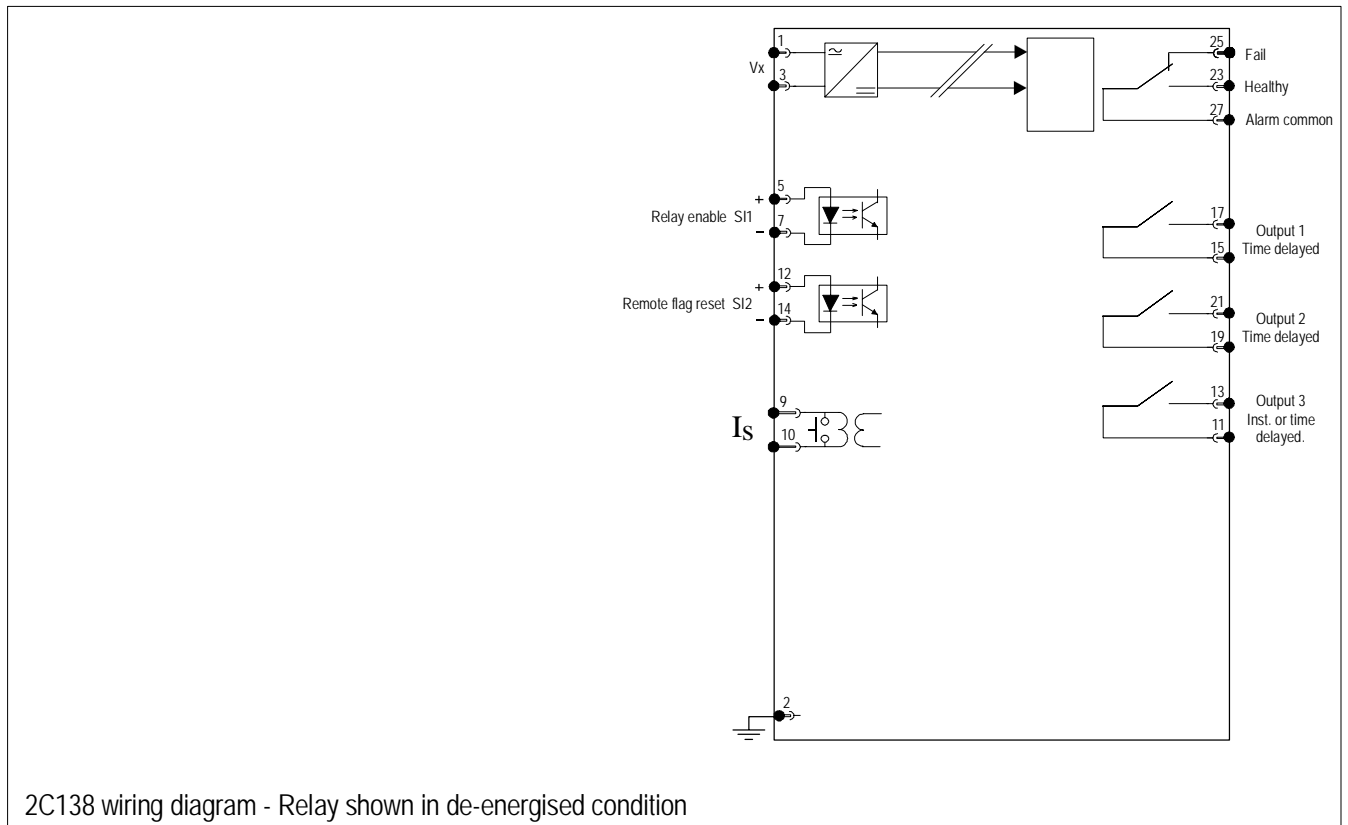 1
Vx
3
25
Fail
23
Healthy
27
Alarm common
5
+
Relay enable SI1
7
−
12
+
Remote flag reset SI2
14
−
9
Is
10
17
Output 1
15
Time delayed
21
Output 2
19
Time delayed
13
Output 3
11
Inst. or time
delayed.
2
2C138 wiring diagram - Relay shown in de-energised condition